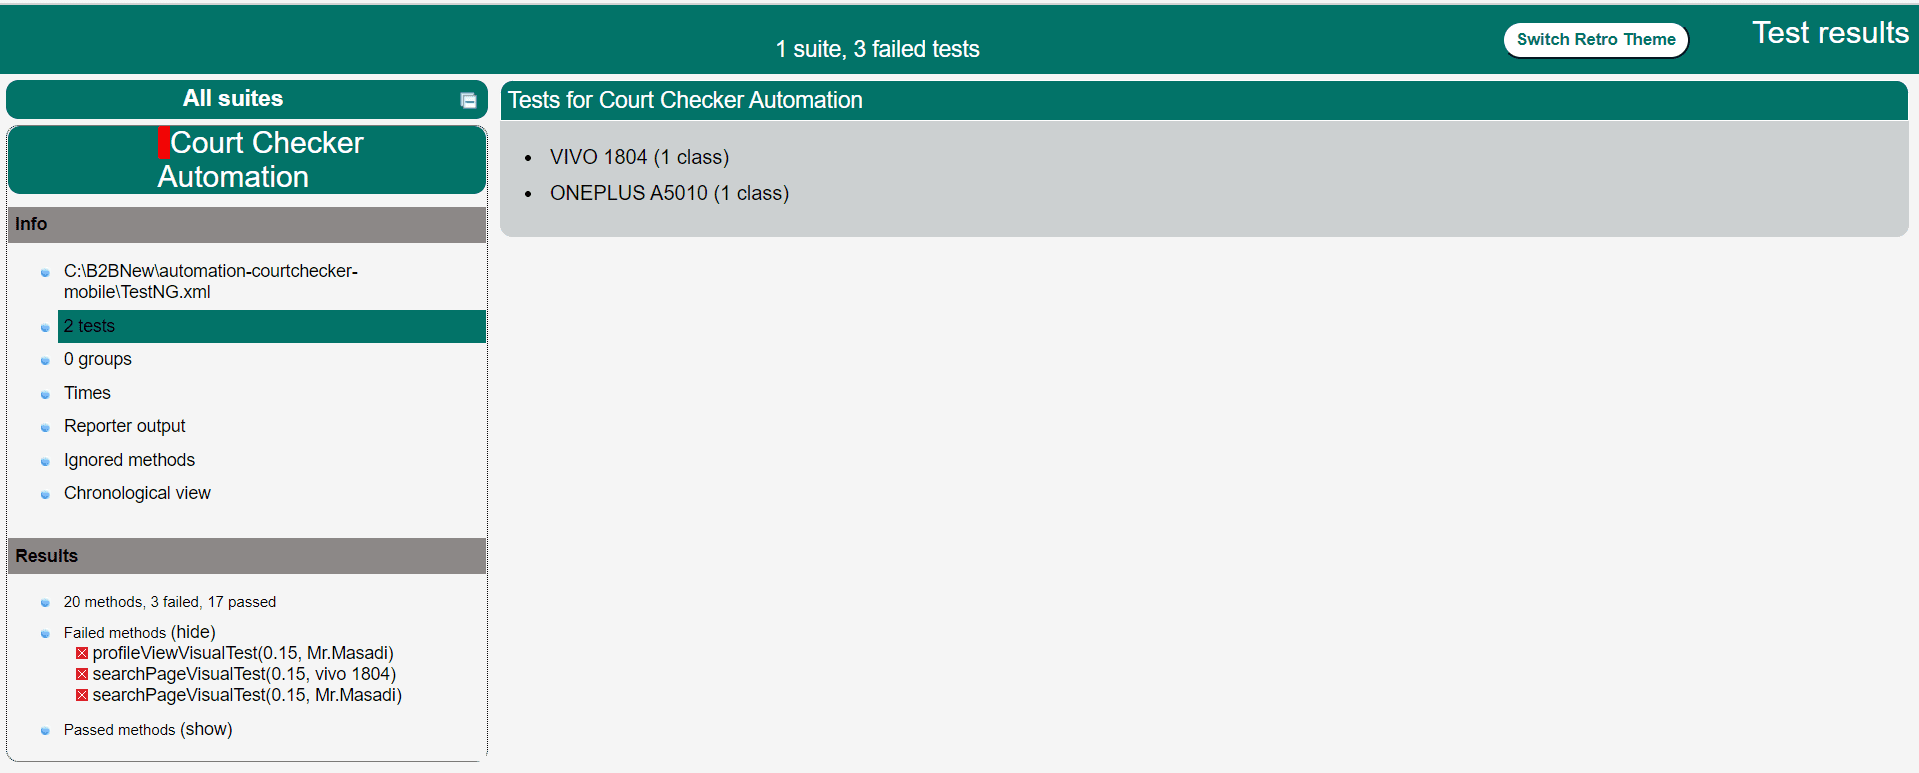 1 suite, 3 failed tests
Switch Retro Theme
Test results
All suites
Court Checker
Automation
Info
C:\B2BNew\automation-courtchecker-
mobile\TestNG.xml
2 tests
0 groups
Times
Reporter output
Ignored methods
Chronological view
Results
20 methods, 3 failed, 17 passed
Failed methods (hide)
profileViewVisualTest(0.15, Mr.Masadi)
searchPageVisualTest(0.15, vivo 1804)
searchPageVisualTest(0.15, Mr.Masadi)
Passed methods (show)
Tests for Court Checker Automation
VIVO 1804 (1 class)
ONEPLUS A5010 (1 class)